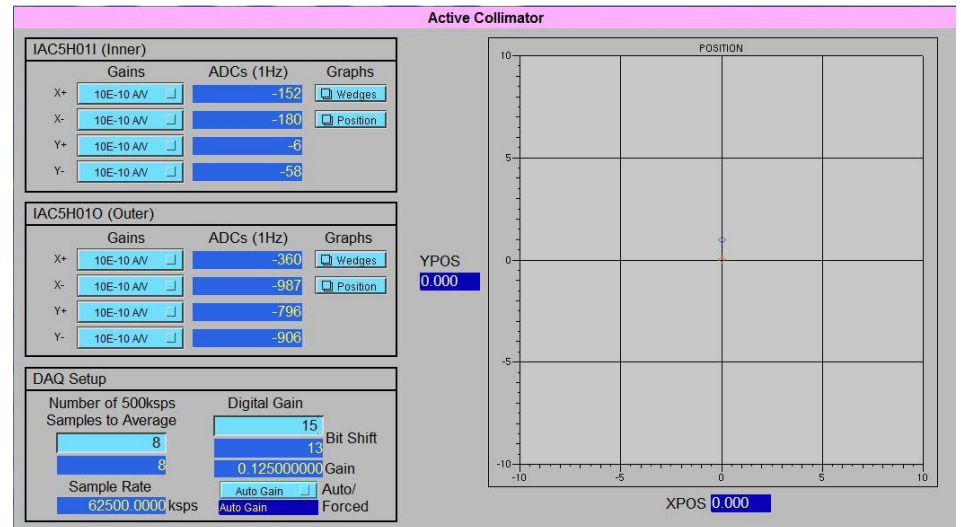 Active Collimator
IAC5H01I (Inner)
Gains ADCs (1Hz) Graphs
X+ 10E-10 A/V -152 Wedges
X- 10E-10 A/V -180 Position
Y+ 10E-10 A/V -6
Y- 10E-10 A/V -58
IAC5H01O (Outer)
Gains ADCs (1Hz) Graphs
X+ 10E-10 A/V -360 Wedges
X- 10E-10 A/V -987 Position
Y+ 10E-10 A/V -796
Y- 10E-10 A/V -906
DAQ Setup
Number of 500ksps
Samples to Average
8
8
Sample Rate
62500.0000 ksps
Digital Gain
15
Bit Shift
13
0.125000000 Gain
Auto Gain Auto/
Auto Gain Forced
YPOS
0.000
POSITION
10
5
0
-5
-10
-10 -5 0 5 10
XPOS 0.000